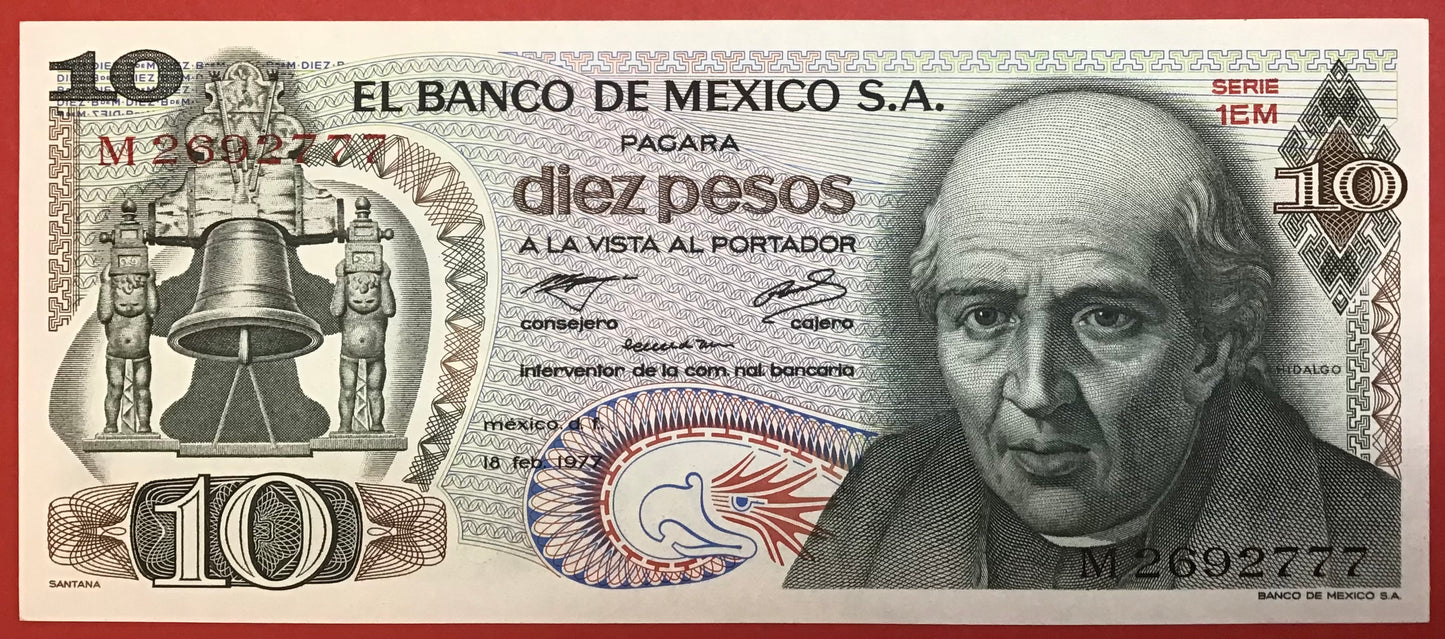 10
EL BANCO DE MEXICO S.A.
SERIE
1EM
M 2692777
PAGARA
diez pesos
A LA VISTA AL PORTADOR
10
consejero
cajero
interventor de la com. nal. bancaria
HIDALGO
méxico, d. f.
18 feb. 1977
10
M 2692777
SANTANA
BANCO DE MEXICO S.A.